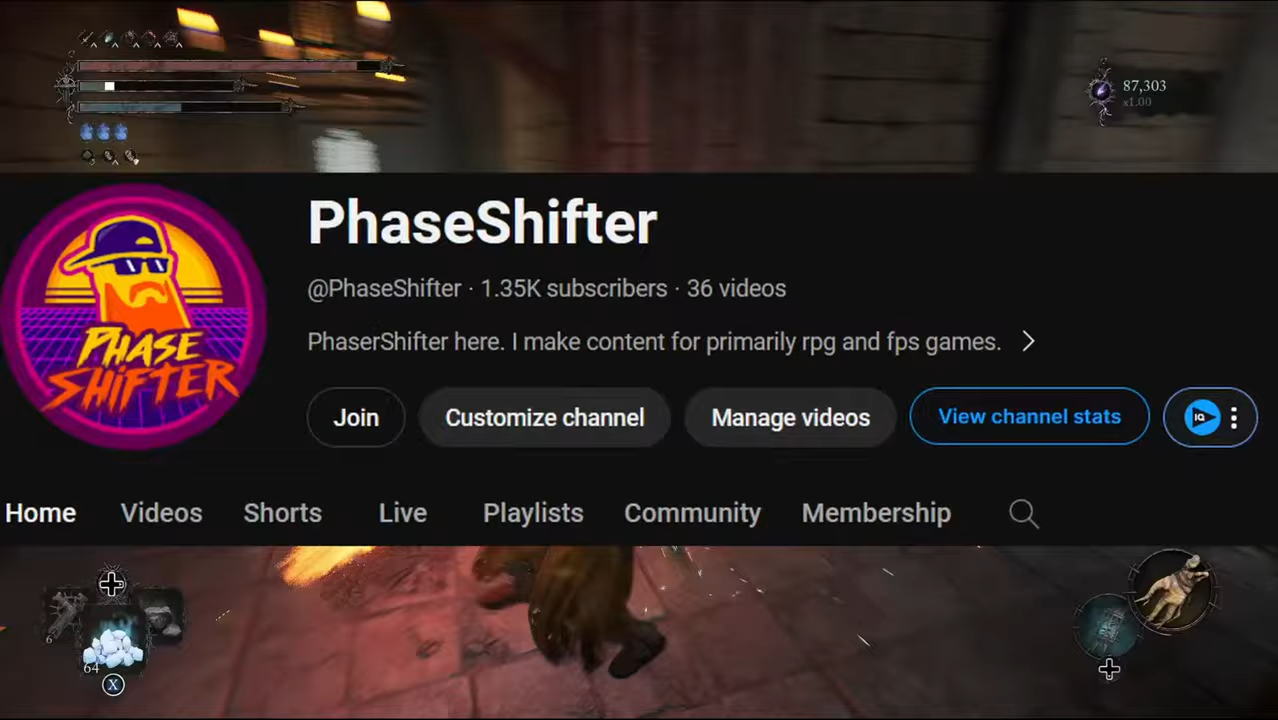 87,303
x1.00
PhaseShifter
@PhaseShifter · 1.35K subscribers · 36 videos
PhaserShifter here. I make content for primarily rpg and fps games.
PHASE
SHIFTER
Join
Customize channel
Manage videos
View channel stats
IQ
Home
Videos
Shorts
Live
Playlists
Community
Membership
6
64
X